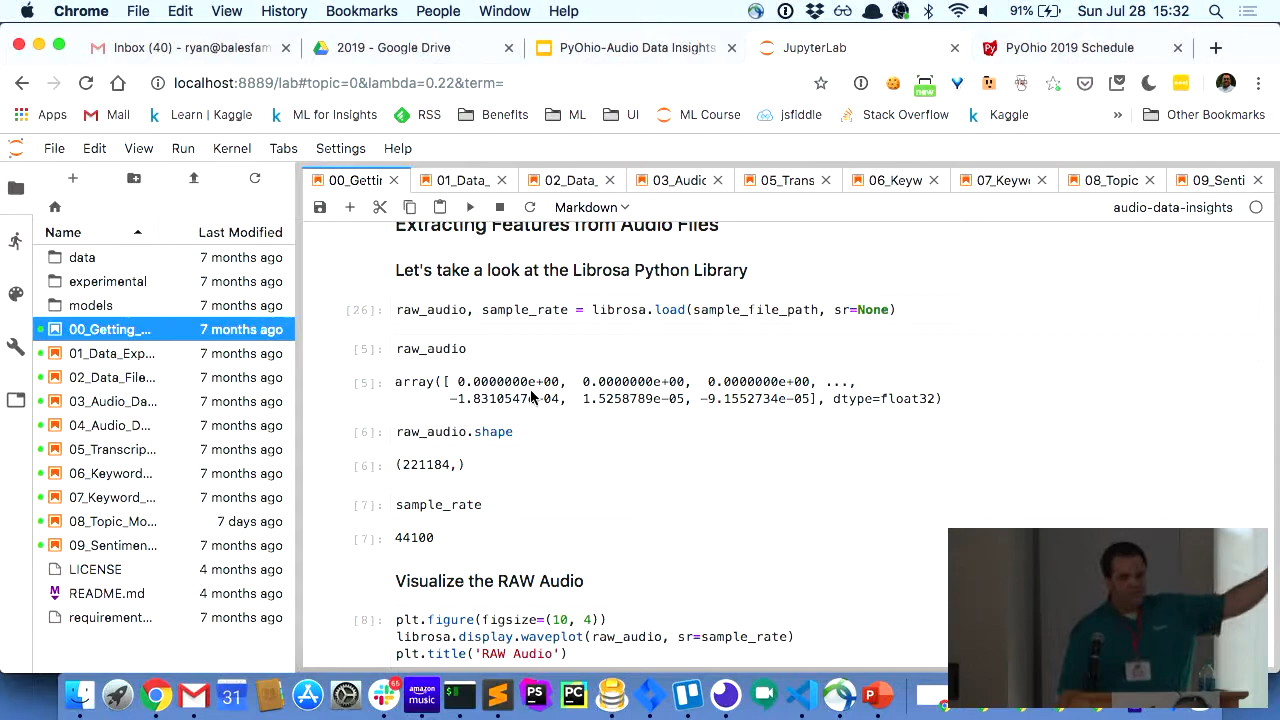 Chrome File Edit View History Bookmarks People Window Help 91% Sun Jul 28 15:32
Inbox (40) - ryan@balesfam
2019 - Google Drive
PyOhio-Audio Data Insights
JupyterLab
PyOhio 2019 Schedule
localhost:8889/lab#topic=0&lambda=0.22&term=
new
Apps Mail Learn | Kaggle ML for Insights RSS Benefits ML UI ML Course jsfiddle Stack Overflow Kaggle » Other Bookmarks
File Edit View Run Kernel Tabs Settings Help
00_Gettin
01_Data_
02_Data_
03_Audic
05_Trans
06_Keyw
07_Keyw
08_Topic
09_Senti
Markdown
audio-data-insights
Name Last Modified
data 7 months ago
experimental 7 months ago
models 7 months ago
00_Getting_... 7 months ago
01_Data_Exp... 7 months ago
02_Data_File... 7 months ago
03_Audio_Da... 7 months ago
04_Audio_D... 7 months ago
05_Transcrip... 7 months ago
06_Keyword... 7 months ago
07_Keyword_... 7 months ago
08_Topic_Mo... 7 days ago
09_Sentimen... 7 months ago
LICENSE 4 months ago
README.md 4 months ago
requirement... 7 months ago
Extracting Features from Audio Files
Let's take a look at the Librosa Python Library
[26]: raw_audio, sample_rate = librosa.load(sample_file_path, sr=None)
[5]: raw_audio
[5]: array([ 0.0000000e+00, 0.0000000e+00, 0.0000000e+00, ...,
-1.8310547e-04, 1.5258789e-05, -9.1552734e-05], dtype=float32)
[6]: raw_audio.shape
[6]: (221184,)
[7]: sample_rate
[7]: 44100
Visualize the RAW Audio
[8]: plt.figure(figsize=(10, 4))
librosa.display.waveplot(raw_audio, sr=sample_rate)
plt.title('RAW Audio')
31
65
amazon music
PS
PC